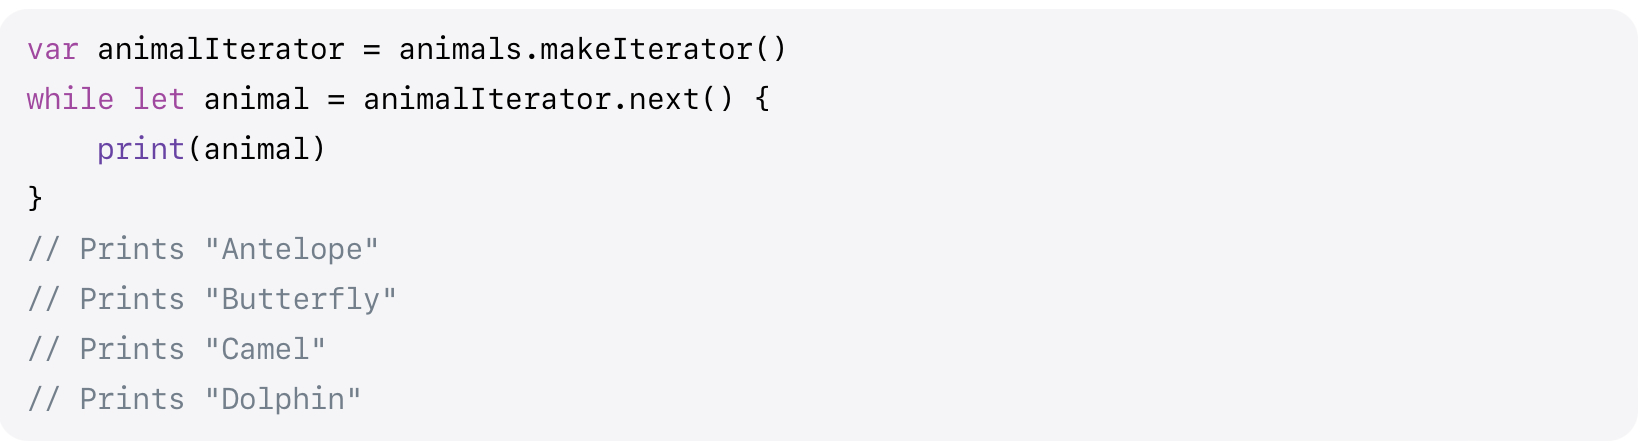 var animalIterator = animals.makeIterator()
while let animal = animalIterator.next() {
    print(animal)
}
// Prints "Antelope"
// Prints "Butterfly"
// Prints "Camel"
// Prints "Dolphin"